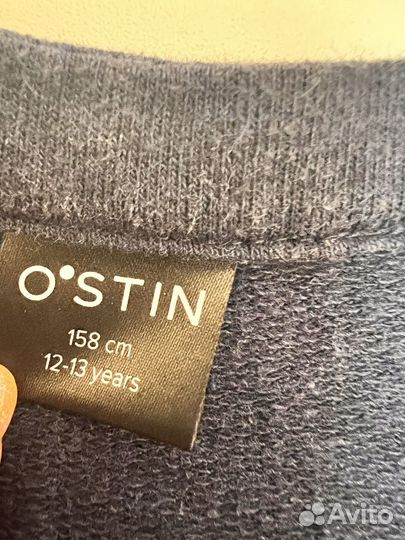 O'STIN
158 cm
12-13 years
Avito